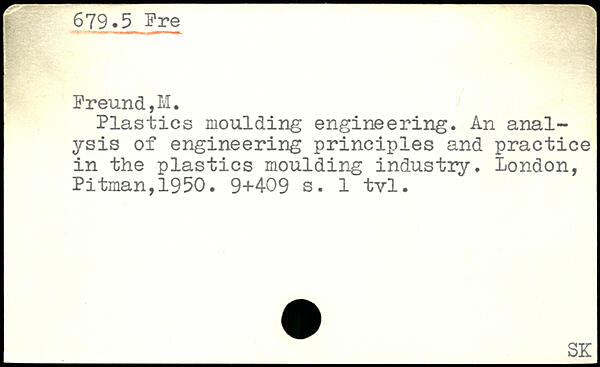 679.5 Fre
Freund,M.
Plastics moulding engineering. An anal-
ysis of engineering principles and practice
in the plastics moulding industry. London,
Pitman,1950. 9+409 s. 1 tvl.
SK